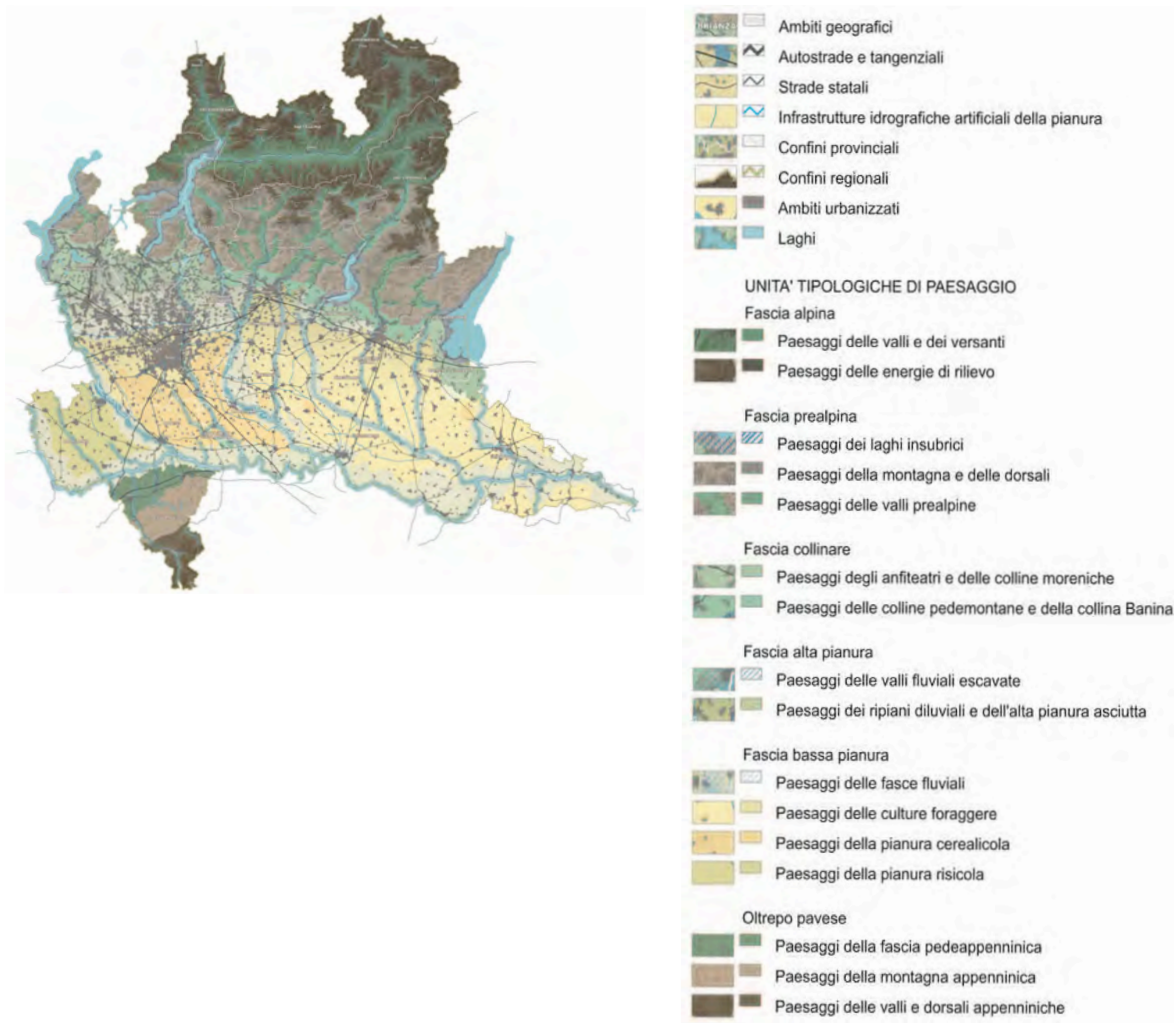 Ambiti geografici
Autostrade e tangenziali
Strade statali
Infrastrutture idrografiche artificiali della pianura
Confini provinciali
Confini regionali
Ambiti urbanizzati
Laghi
UNITA' TIPOLOGICHE DI PAESAGGIO
Fascia alpina
Paesaggi delle valli e dei versanti
Paesaggi delle energie di rilievo
Fascia prealpina
Paesaggi dei laghi insubrici
Paesaggi della montagna e delle dorsali
Paesaggi delle valli prealpine
Fascia collinare
Paesaggi degli anfiteatri e delle colline moreniche
Paesaggi delle colline pedemontane e della collina Banina
Fascia alta pianura
Paesaggi delle valli fluviali escavate
Paesaggi dei ripiani diluviali e dell'alta pianura asciutta
Fascia bassa pianura
Paesaggi delle fasce fluviali
Paesaggi delle culture foraggere
Paesaggi della pianura cerealicola
Paesaggi della pianura risicola
Oltrepo pavese
Paesaggi della fascia pedeappenninica
Paesaggi della montagna appenninica
Paesaggi delle valli e dorsali appenniniche